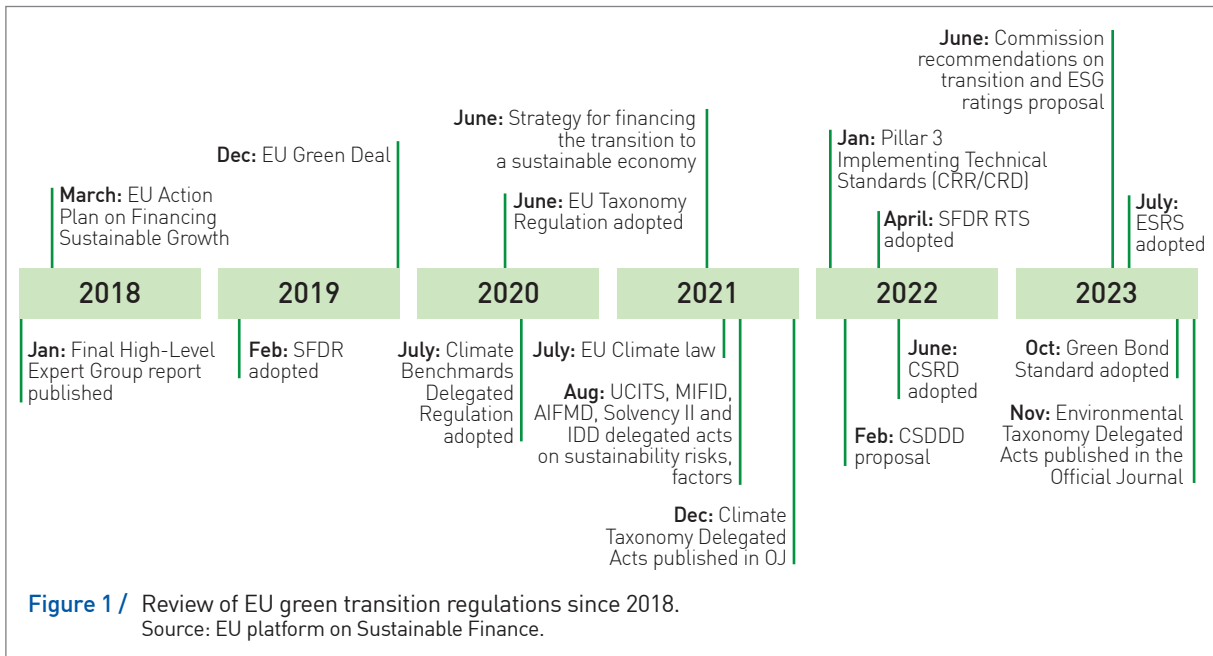 June: Commission
recommendations on
transition and ESG
ratings proposal
June: Strategy for financing
the transition to
a sustainable economy
Jan: Pillar 3
Implementing Technical
Standards (CRR/CRD)
Dec: EU Green Deal
March: EU Action
Plan on Financing
Sustainable Growth
June: EU Taxonomy
Regulation adopted
April: SFDR RTS
adopted
July:
ESRS
adopted
2018
2019
2020
2021
2022
2023
Jan: Final High-Level
Expert Group report
published
Feb: SFDR
adopted
July: Climate
Benchmards
Delegated
Regulation
adopted
July: EU Climate law
Aug: UCITS, MIFID,
AIFMD, Solvency II and
IDD delegated acts
on sustainability risks,
factors
Dec: Climate
Taxonomy Delegated
Acts published in OJ
June:
CSRD
adopted
Feb: CSDDD
proposal
Oct: Green Bond
Standard adopted
Nov: Environmental
Taxonomy Delegated
Acts published in the
Official Journal
Figure 1 / Review of EU green transition regulations since 2018.
Source: EU platform on Sustainable Finance.